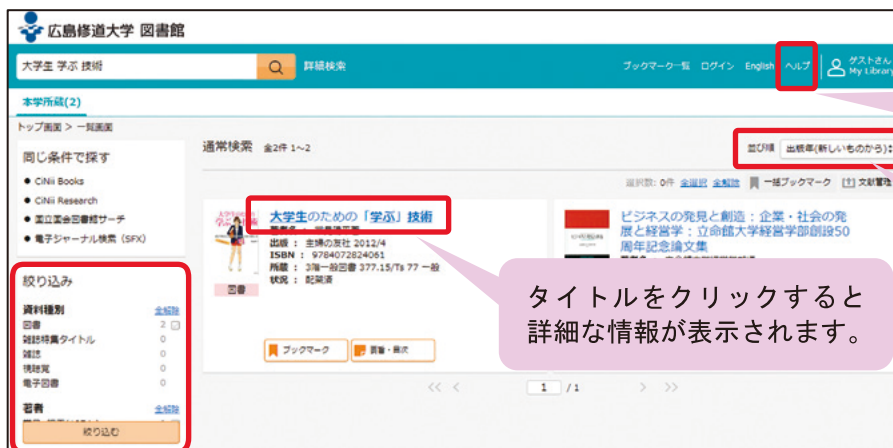 広島修道大学 図書館
大学生 学ぶ 技術
詳細検索
ブックマーク一覧 ログイン English ヘルプ ゲストさん
My Library
本学所蔵(2)
トップ画面 > 一覧画面
同じ条件で探す
● CiNii Books
● CiNii Research
● 国立国会図書館サーチ
● 電子ジャーナル検索 (SFX)
絞り込み
資料種別 全解除
図書 2
雑誌特集タイトル 0
雑誌 0
視聴覚 0
電子図書 0
著者 全解除
絞り込む
通常検索 全2件 1~2
並び順 出版年(新しいものから)
選択数: 0件 全選択 全解除 一括ブックマーク 文献管理
大学生のための「学ぶ」技術
出版 : 主婦の友社 2012/4
ISBN : 9784072824061
所蔵 : 3階一般図書 377.15/Ts 77 一般
状況 : 配架済
図書
ブックマーク 要旨・目次
ビジネスの発見と創造：企業・社会の発
展と経営学：立命館大学経営学部創設50
周年記念論文集
タイトルをクリックすると
詳細な情報が表示されます。
<< < 1 / 1 > >>